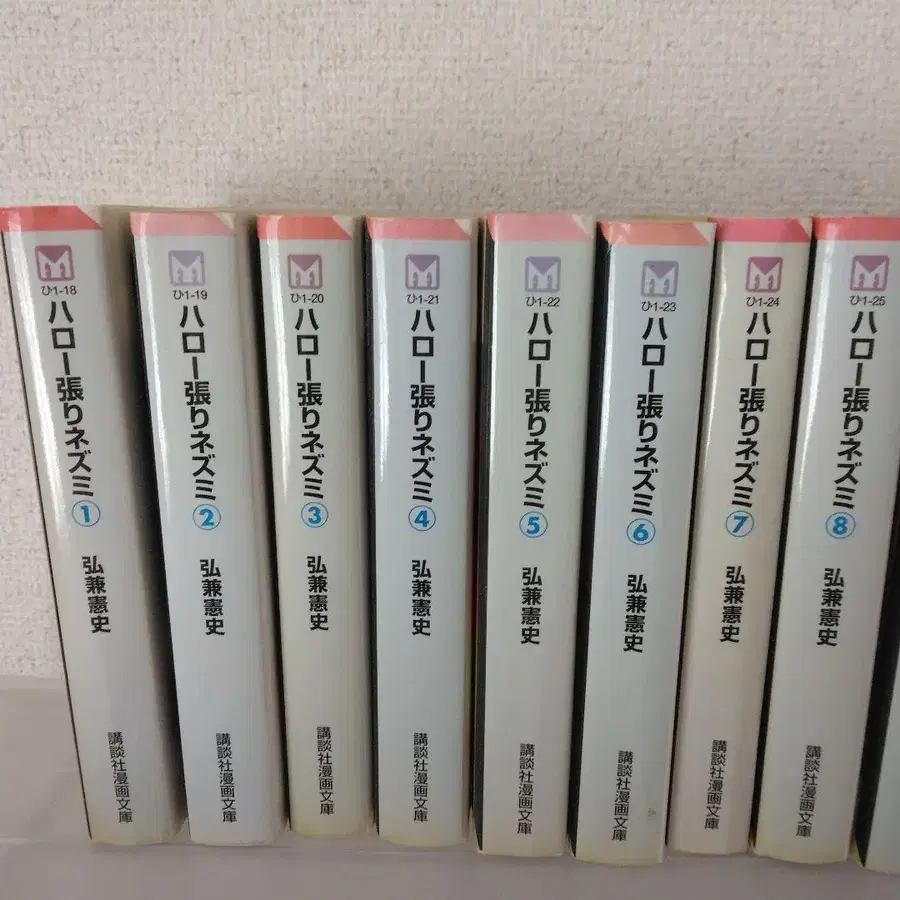 ひ1-18
ハロー張りネズミ①
弘兼憲史
講談社漫画文庫
ひ1-19
ハロー張りネズミ②
弘兼憲史
講談社漫画文庫
ひ1-20
ハロー張りネズミ③
弘兼憲史
講談社漫画文庫
ひ1-21
ハロー張りネズミ④
弘兼憲史
講談社漫画文庫
ひ1-22
ハロー張りネズミ⑤
弘兼憲史
講談社漫画文庫
ひ1-23
ハロー張りネズミ⑥
弘兼憲史
講談社漫画文庫
ひ1-24
ハロー張りネズミ⑦
弘兼憲史
講談社漫画文庫
ひ1-25
ハロー張りネズミ⑧
弘兼憲史
講談社漫画文庫